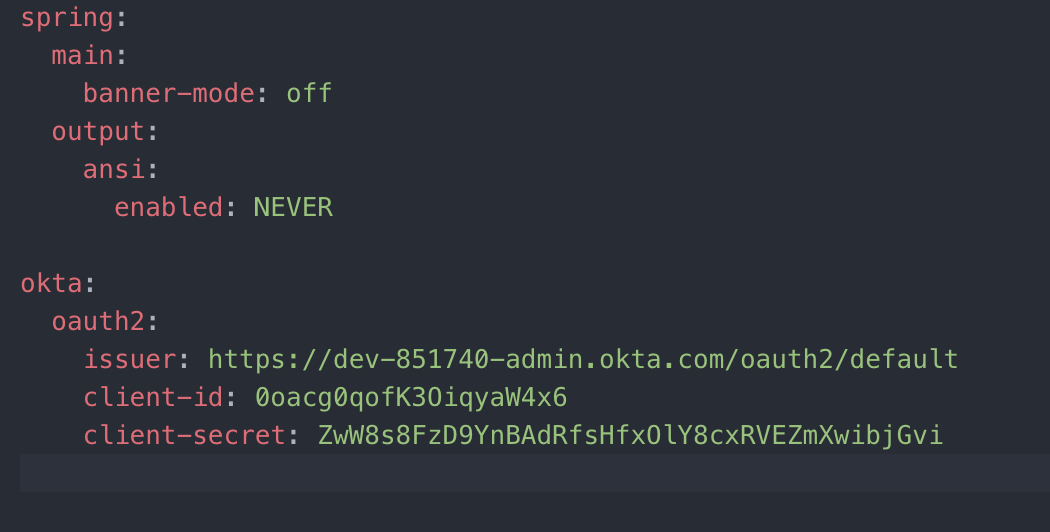 spring:
  main:
    banner-mode: off
  output:
    ansi:
      enabled: NEVER

okta:
  oauth2:
    issuer: https://dev-851740-admin.okta.com/oauth2/default
    client-id: 0oacg0qofK3OiqyaW4x6
    client-secret: ZwW8s8FzD9YnBAdRfsHfxOlY8cxRVEZmXwibjGvi